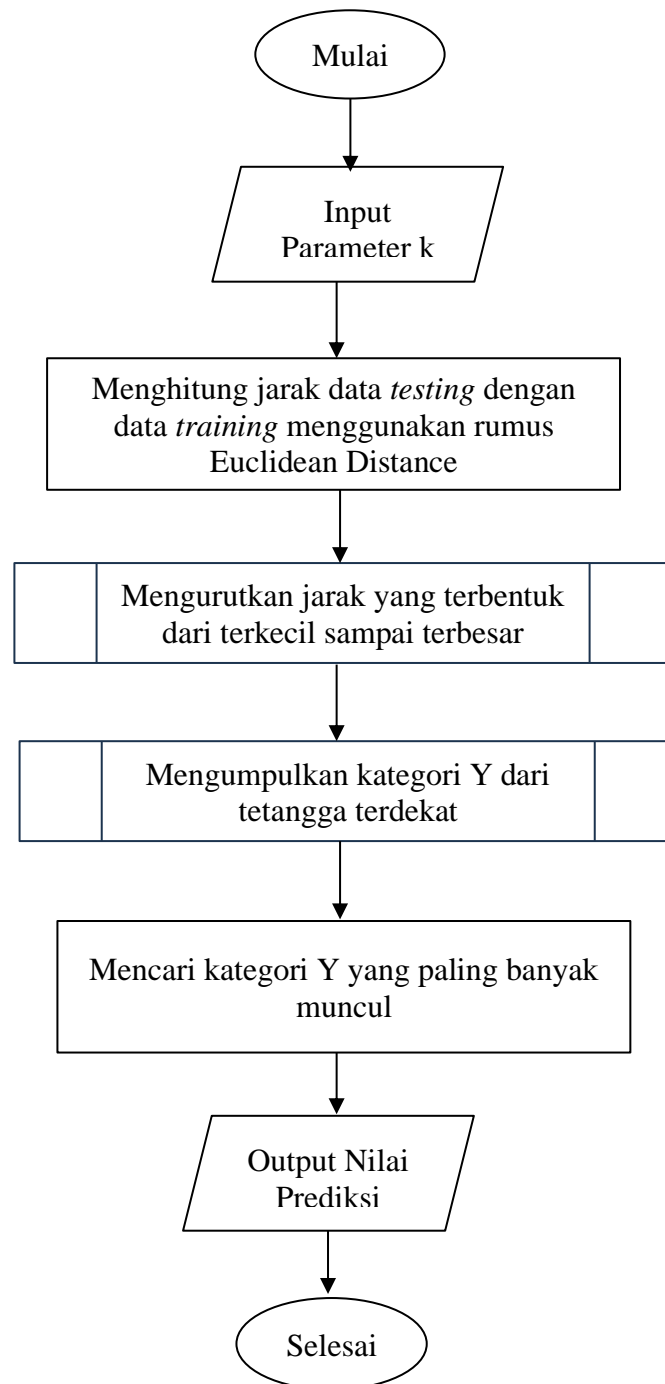 Mulai
Input
Parameter k
Menghitung jarak data testing dengan
data training menggunakan rumus
Euclidean Distance
Mengurutkan jarak yang terbentuk
dari terkecil sampai terbesar
Mengumpulkan kategori Y dari
tetangga terdekat
Mencari kategori Y yang paling banyak
muncul
Output Nilai
Prediksi
Selesai